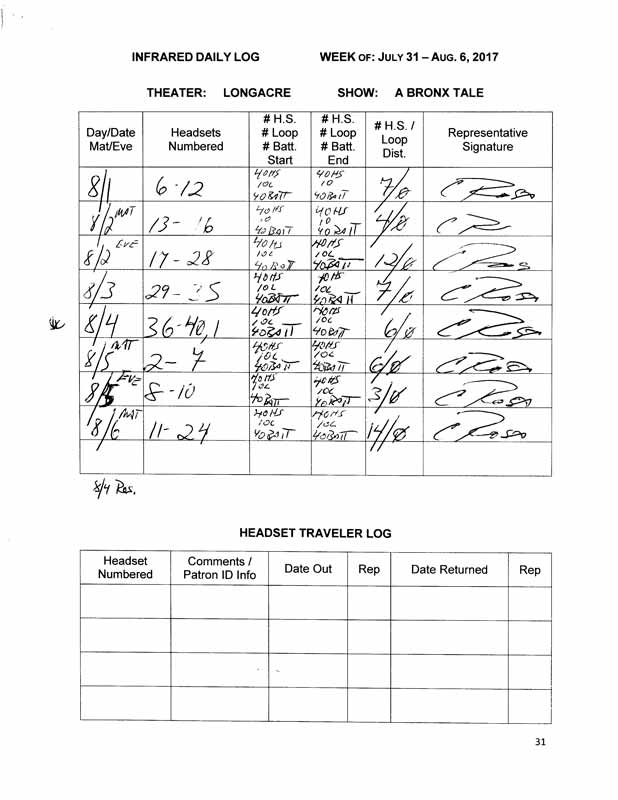 INFRARED DAILY LOG WEEK OF: JULY 31 – AUG. 6, 2017
THEATER: LONGACRE SHOW: A BRONX TALE
Day/Date Mat/Eve Headsets Numbered # H.S. # Loop # Batt. Start # H.S. # Loop # Batt. End # H.S. / Loop Dist. Representative Signature
8/1 6-12 40HS 10L 40BATT 40HS 10 40BATT 7/0 C Rosso
8/2 MAT 13- 16 40HS 10 40BATT 40HS 10 40BATT 4/0 C R
8/2 EVE 17-28 40HS 10L 40BATT 40HS 10L 40BATT 12/0 C
8/3 29-35 40HS 10L 40BATT 40HS 10L 40BATT 7/0 C Rosso
8/4 36-40,1 40HS 10L 40BATT 40HS 10L 40BATT 6/0 C Rosso
8/5 MAT 2-7 40HS 10L 40BATT 40HS 10L 40BATT 6/0 C Rosso
8/5 EVE 8-10 40HS 10L 40BATT 40HS 10L 40BATT 3/0 C Rosso
8/6 MAT 11-24 40HS 10L 40BATT 40HS 10L 40BATT 14/0 C Rosso
8/4 Res.
HEADSET TRAVELER LOG
Headset Numbered Comments / Patron ID Info Date Out Rep Date Returned Rep
31